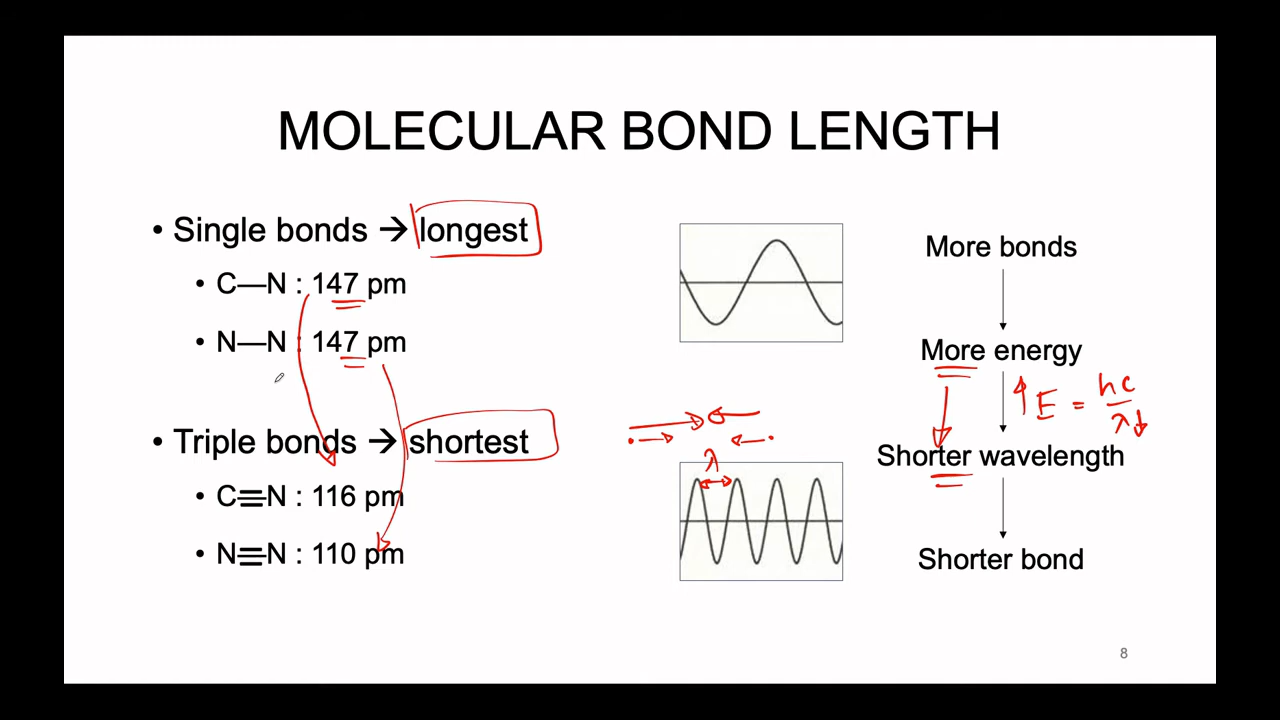 MOLECULAR BOND LENGTH
• Single bonds → longest
• C—N : 147 pm
• N—N : 147 pm
• Triple bonds → shortest
• C≡N : 116 pm
• N≡N : 110 pm
λ
More bonds
More energy
↑E = hc/λ↓
Shorter wavelength
Shorter bond
8